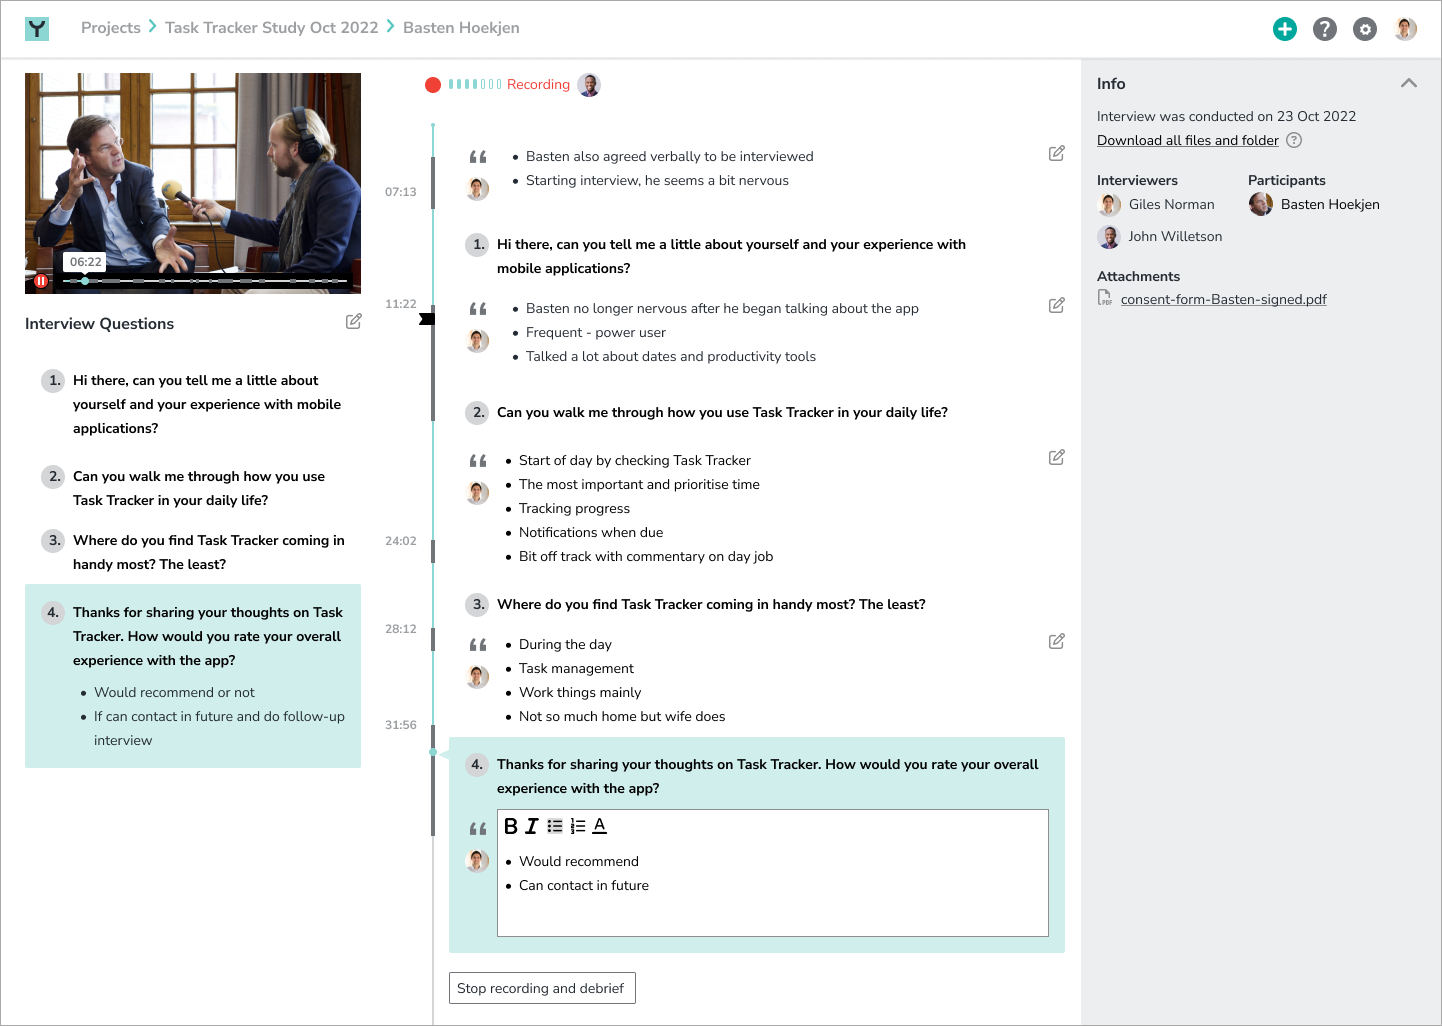 Projects > Task Tracker Study Oct 2022 > Basten Hoekjen
?
Recording
06:22
Interview Questions
1. Hi there, can you tell me a little about
yourself and your experience with mobile
applications?
2. Can you walk me through how you use
Task Tracker in your daily life?
3. Where do you find Task Tracker coming in
handy most? The least?
4. Thanks for sharing your thoughts on Task
Tracker. How would you rate your overall
experience with the app?
• Would recommend or not
• If can contact in future and do follow-up
interview
• Basten also agreed verbally to be interviewed
07:13
• Starting interview, he seems a bit nervous
1. Hi there, can you tell me a little about yourself and your experience with
mobile applications?
11:22
• Basten no longer nervous after he began talking about the app
• Frequent - power user
• Talked a lot about dates and productivity tools
2. Can you walk me through how you use Task Tracker in your daily life?
• Start of day by checking Task Tracker
• The most important and prioritise time
• Tracking progress
• Notifications when due
24:02
• Bit off track with commentary on day job
3. Where do you find Task Tracker coming in handy most? The least?
28:12
• During the day
• Task management
• Work things mainly
• Not so much home but wife does
31:56
4. Thanks for sharing your thoughts on Task Tracker. How would you rate your overall
experience with the app?
B I A
• Would recommend
• Can contact in future
Stop recording and debrief
Info
Interview was conducted on 23 Oct 2022
Download all files and folder ?
Interviewers
Giles Norman
John Willetson
Participants
Basten Hoekjen
Attachments
PDF consent-form-Basten-signed.pdf